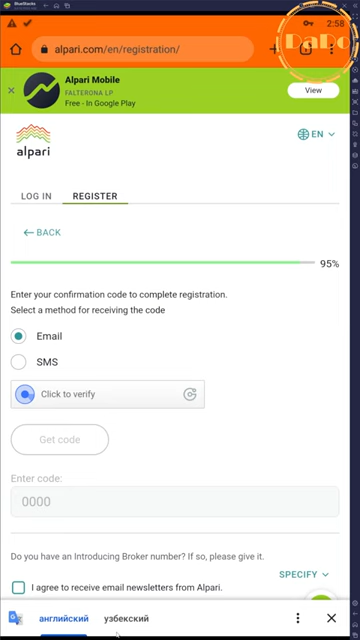 BlueStacks
2:58
DaDo
alpari.com/en/registration/
Alpari Mobile
FALTERONA LP
Free - In Google Play
View
alpari
EN
LOG IN
REGISTER
BACK
95%
Enter your confirmation code to complete registration.
Select a method for receiving the code
Email
SMS
Click to verify
Get code
Enter code:
0000
Do you have an Introducing Broker number? If so, please give it.
SPECIFY
I agree to receive email newsletters from Alpari.
английский
узбекский